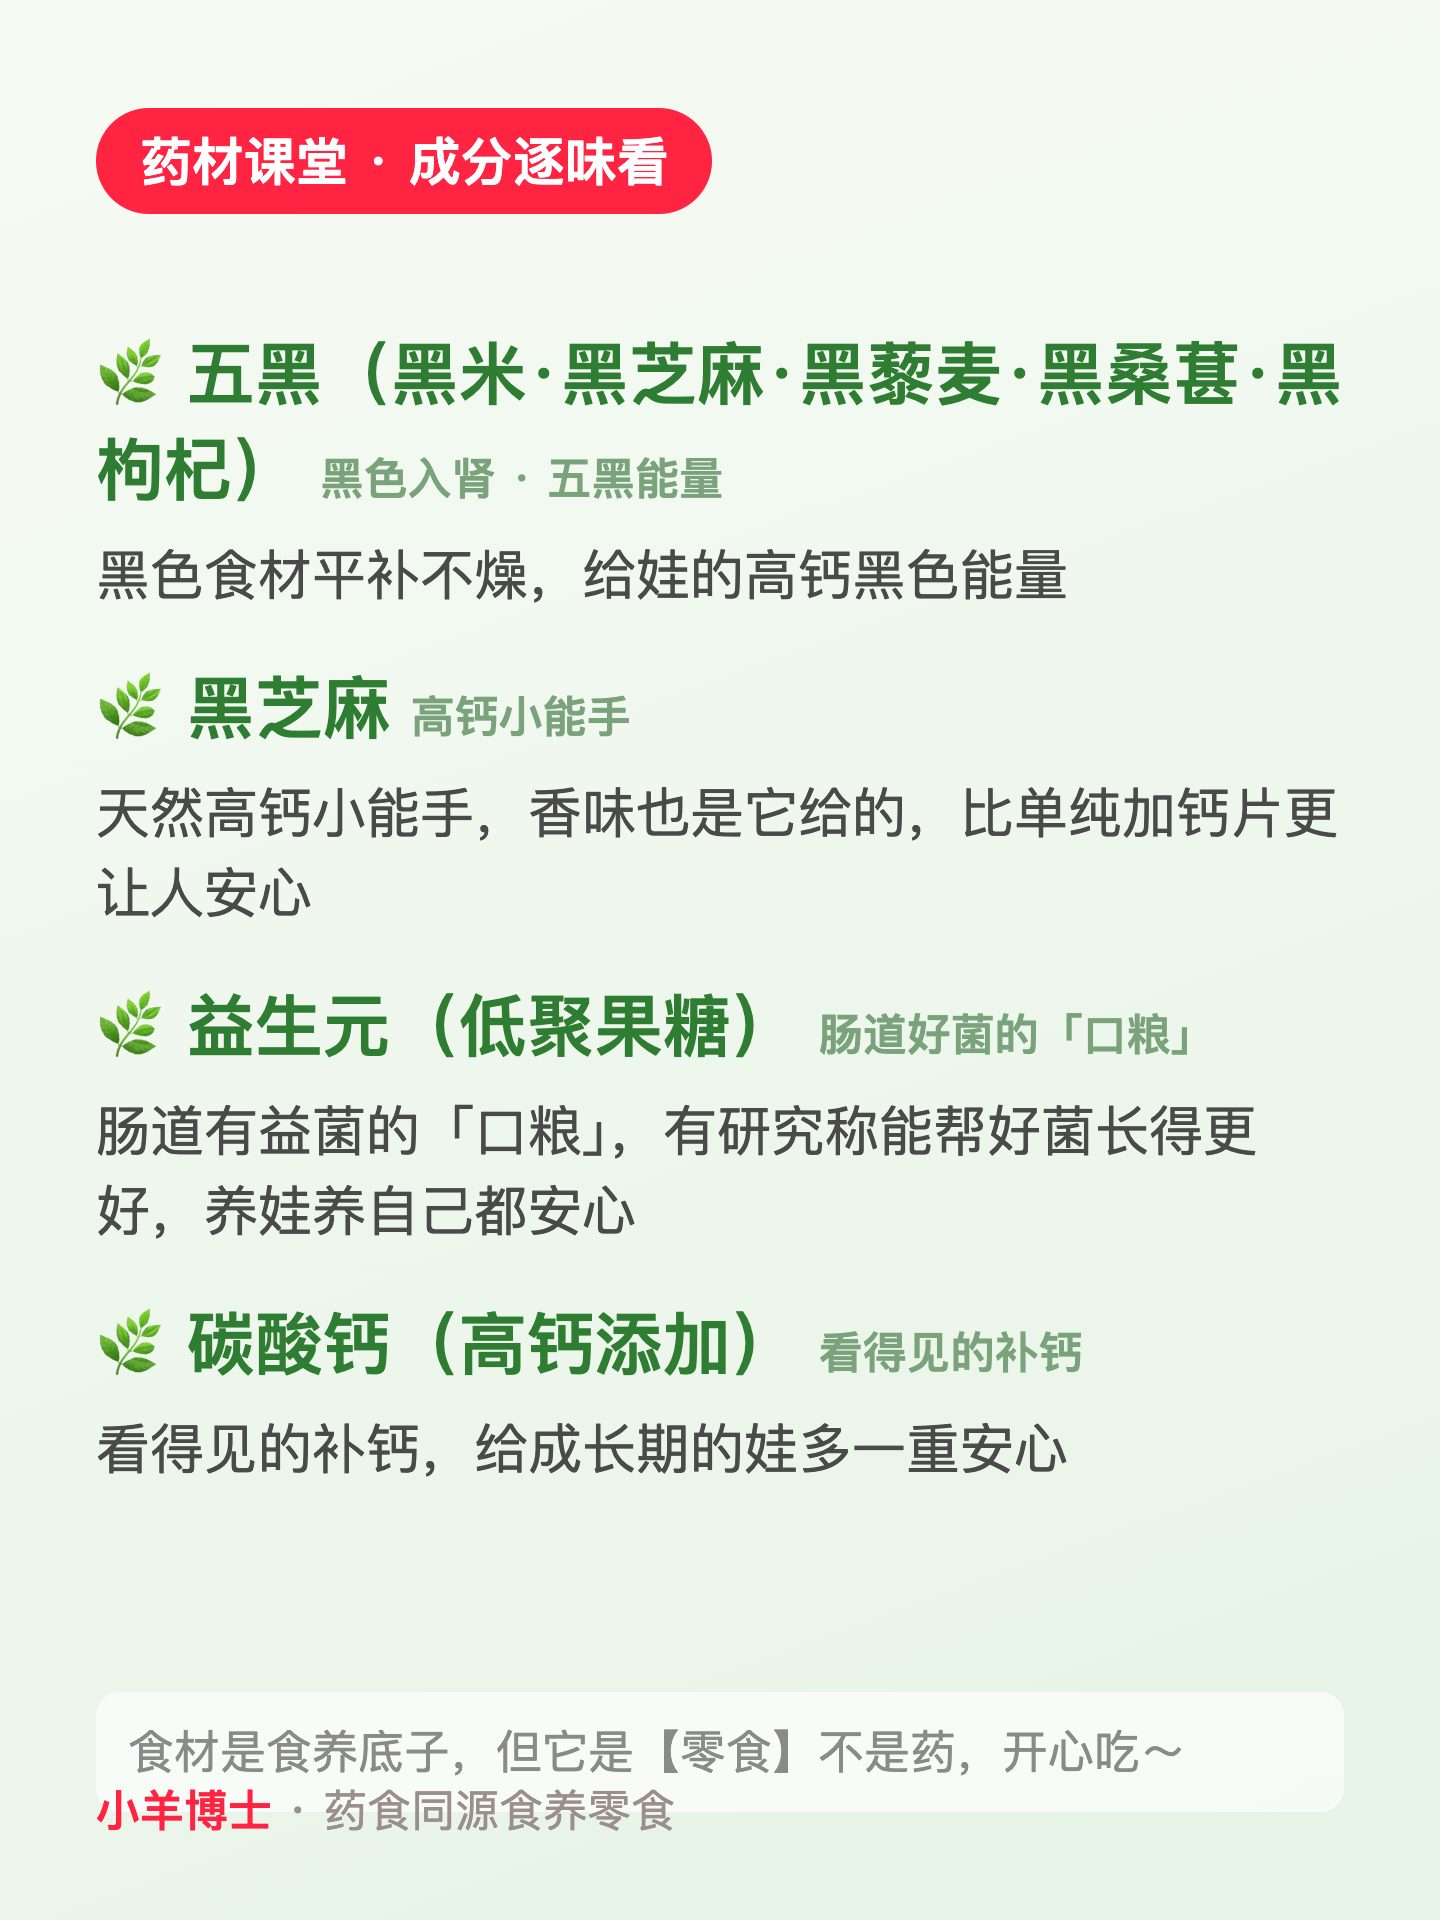 药材课堂 · 成分逐味看
🌿 五黑（黑米·黑芝麻·黑藜麦·黑桑葚·黑
枸杞） 黑色入肾 · 五黑能量
黑色食材平补不燥，给娃的高钙黑色能量
🌿 黑芝麻 高钙小能手
天然高钙小能手，香味也是它给的，比单纯加钙片更
让人安心
🌿 益生元（低聚果糖） 肠道好菌的「口粮」
肠道有益菌的「口粮」，有研究称能帮好菌长得更
好，养娃养自己都安心
🌿 碳酸钙（高钙添加） 看得见的补钙
看得见的补钙，给成长期的娃多一重安心
食材是食养底子，但它是【零食】不是药，开心吃～
小羊博士 · 药食同源食养零食